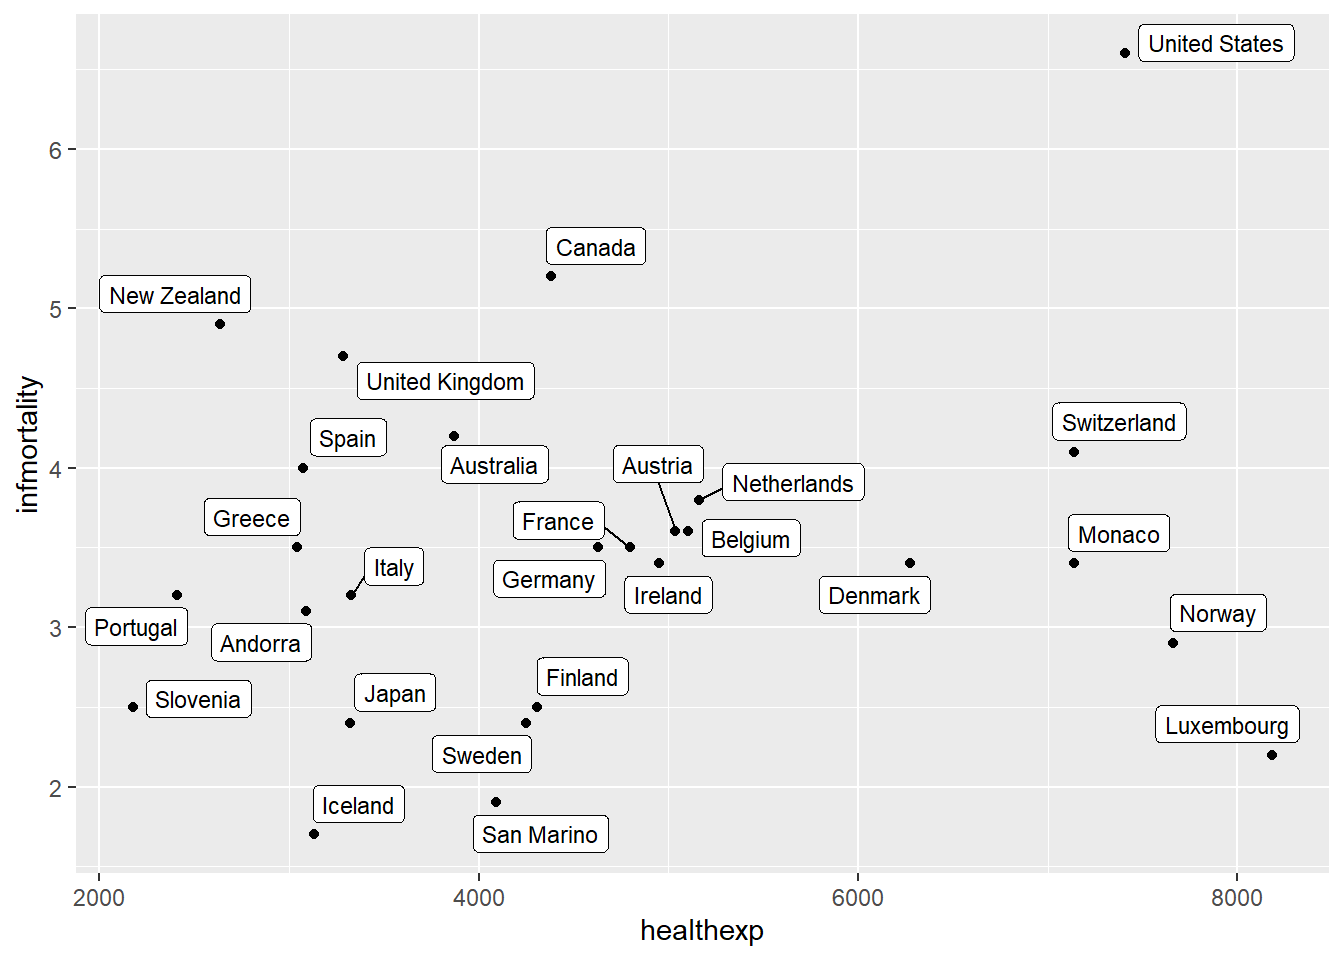 United States
6
Canada
New Zealand
5
United Kingdom
Switzerland
Spain
Australia
Austria
4
Netherlands
infmortality
Greece
France
Belgium
Monaco
Italy
Germany
Ireland
Denmark
Norway
3
Portugal
Andorra
Finland
Japan
Slovenia
Luxembourg
Sweden
2
Iceland
San Marino
2000 4000 6000 8000
healthexp